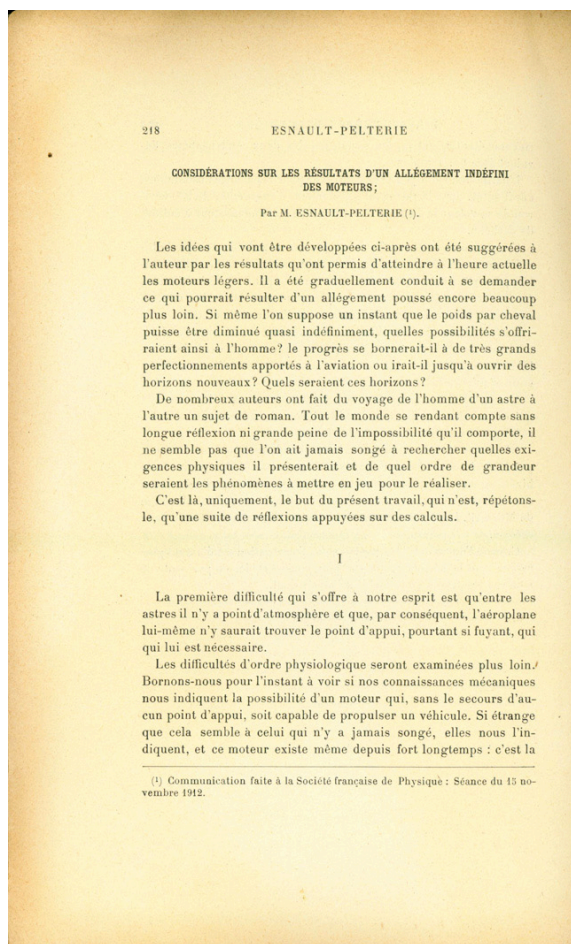 218 ESNAULT-PELTERIE
CONSIDÉRATIONS SUR LES RÉSULTATS D'UN ALLÉGEMENT INDÉFINI
DES MOTEURS;
Par M. ESNAULT-PELTERIE (1).
Les idées qui vont être développées ci-après ont été suggérées à
l'auteur par les résultats qu'ont permis d'atteindre à l'heure actuelle
les moteurs légers. Il a été graduellement conduit à se demander
ce qui pourrait résulter d'un allégement poussé encore beaucoup
plus loin. Si même l'on suppose un instant que le poids par cheval
puisse être diminué quasi indéfiniment, quelles possibilités s'offri-
raient ainsi à l'homme? le progrès se bornerait-il à de très grands
perfectionnements apportés à l'aviation ou irait-il jusqu'à ouvrir des
horizons nouveaux? Quels seraient ces horizons?
De nombreux auteurs ont fait du voyage de l'homme d'un astre à
l'autre un sujet de roman. Tout le monde se rendant compte sans
longue réflexion ni grande peine de l'impossibilité qu'il comporte, il
ne semble pas que l'on ait jamais songé à rechercher quelles exi-
gences physiques il présenterait et de quel ordre de grandeur
seraient les phénomènes à mettre en jeu pour le réaliser.
C'est là, uniquement, le but du présent travail, qui n'est, répétons-
le, qu'une suite de réflexions appuyées sur des calculs.
I
La première difficulté qui s'offre à notre esprit est qu'entre les
astres il n'y a point d'atmosphère et que, par conséquent, l'aéroplane
lui-même n'y saurait trouver le point d'appui, pourtant si fuyant, qui
qui lui est nécessaire.
Les difficultés d'ordre physiologique seront examinées plus loin.
Bornons-nous pour l'instant à voir si nos connaissances mécaniques
nous indiquent la possibilité d'un moteur qui, sans le secours d'au-
cun point d'appui, soit capable de propulser un véhicule. Si étrange
que cela semble à celui qui n'y a jamais songé, elles nous l'in-
diquent, et ce moteur existe même depuis fort longtemps : c'est la
(1) Communication faite à la Société française de Physique : Séance du 15 no-
vembre 1912.